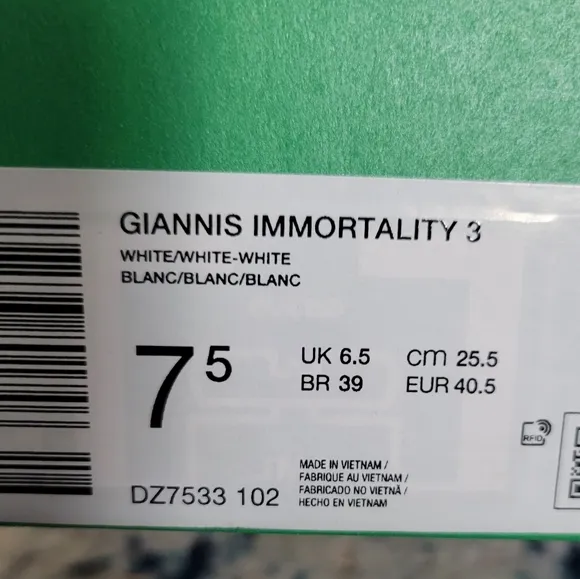 GIANNIS IMMORTALITY 3
WHITE/WHITE-WHITE
BLANC/BLANC/BLANC
7 5
UK 6.5 cm 25.5
BR 39 EUR 40.5
RFID
MADE IN VIETNAM /
FABRIQUE AU VIETNAM /
FABRICADO NO VIETNÃ /
HECHO EN VIETNAM
DZ7533 102